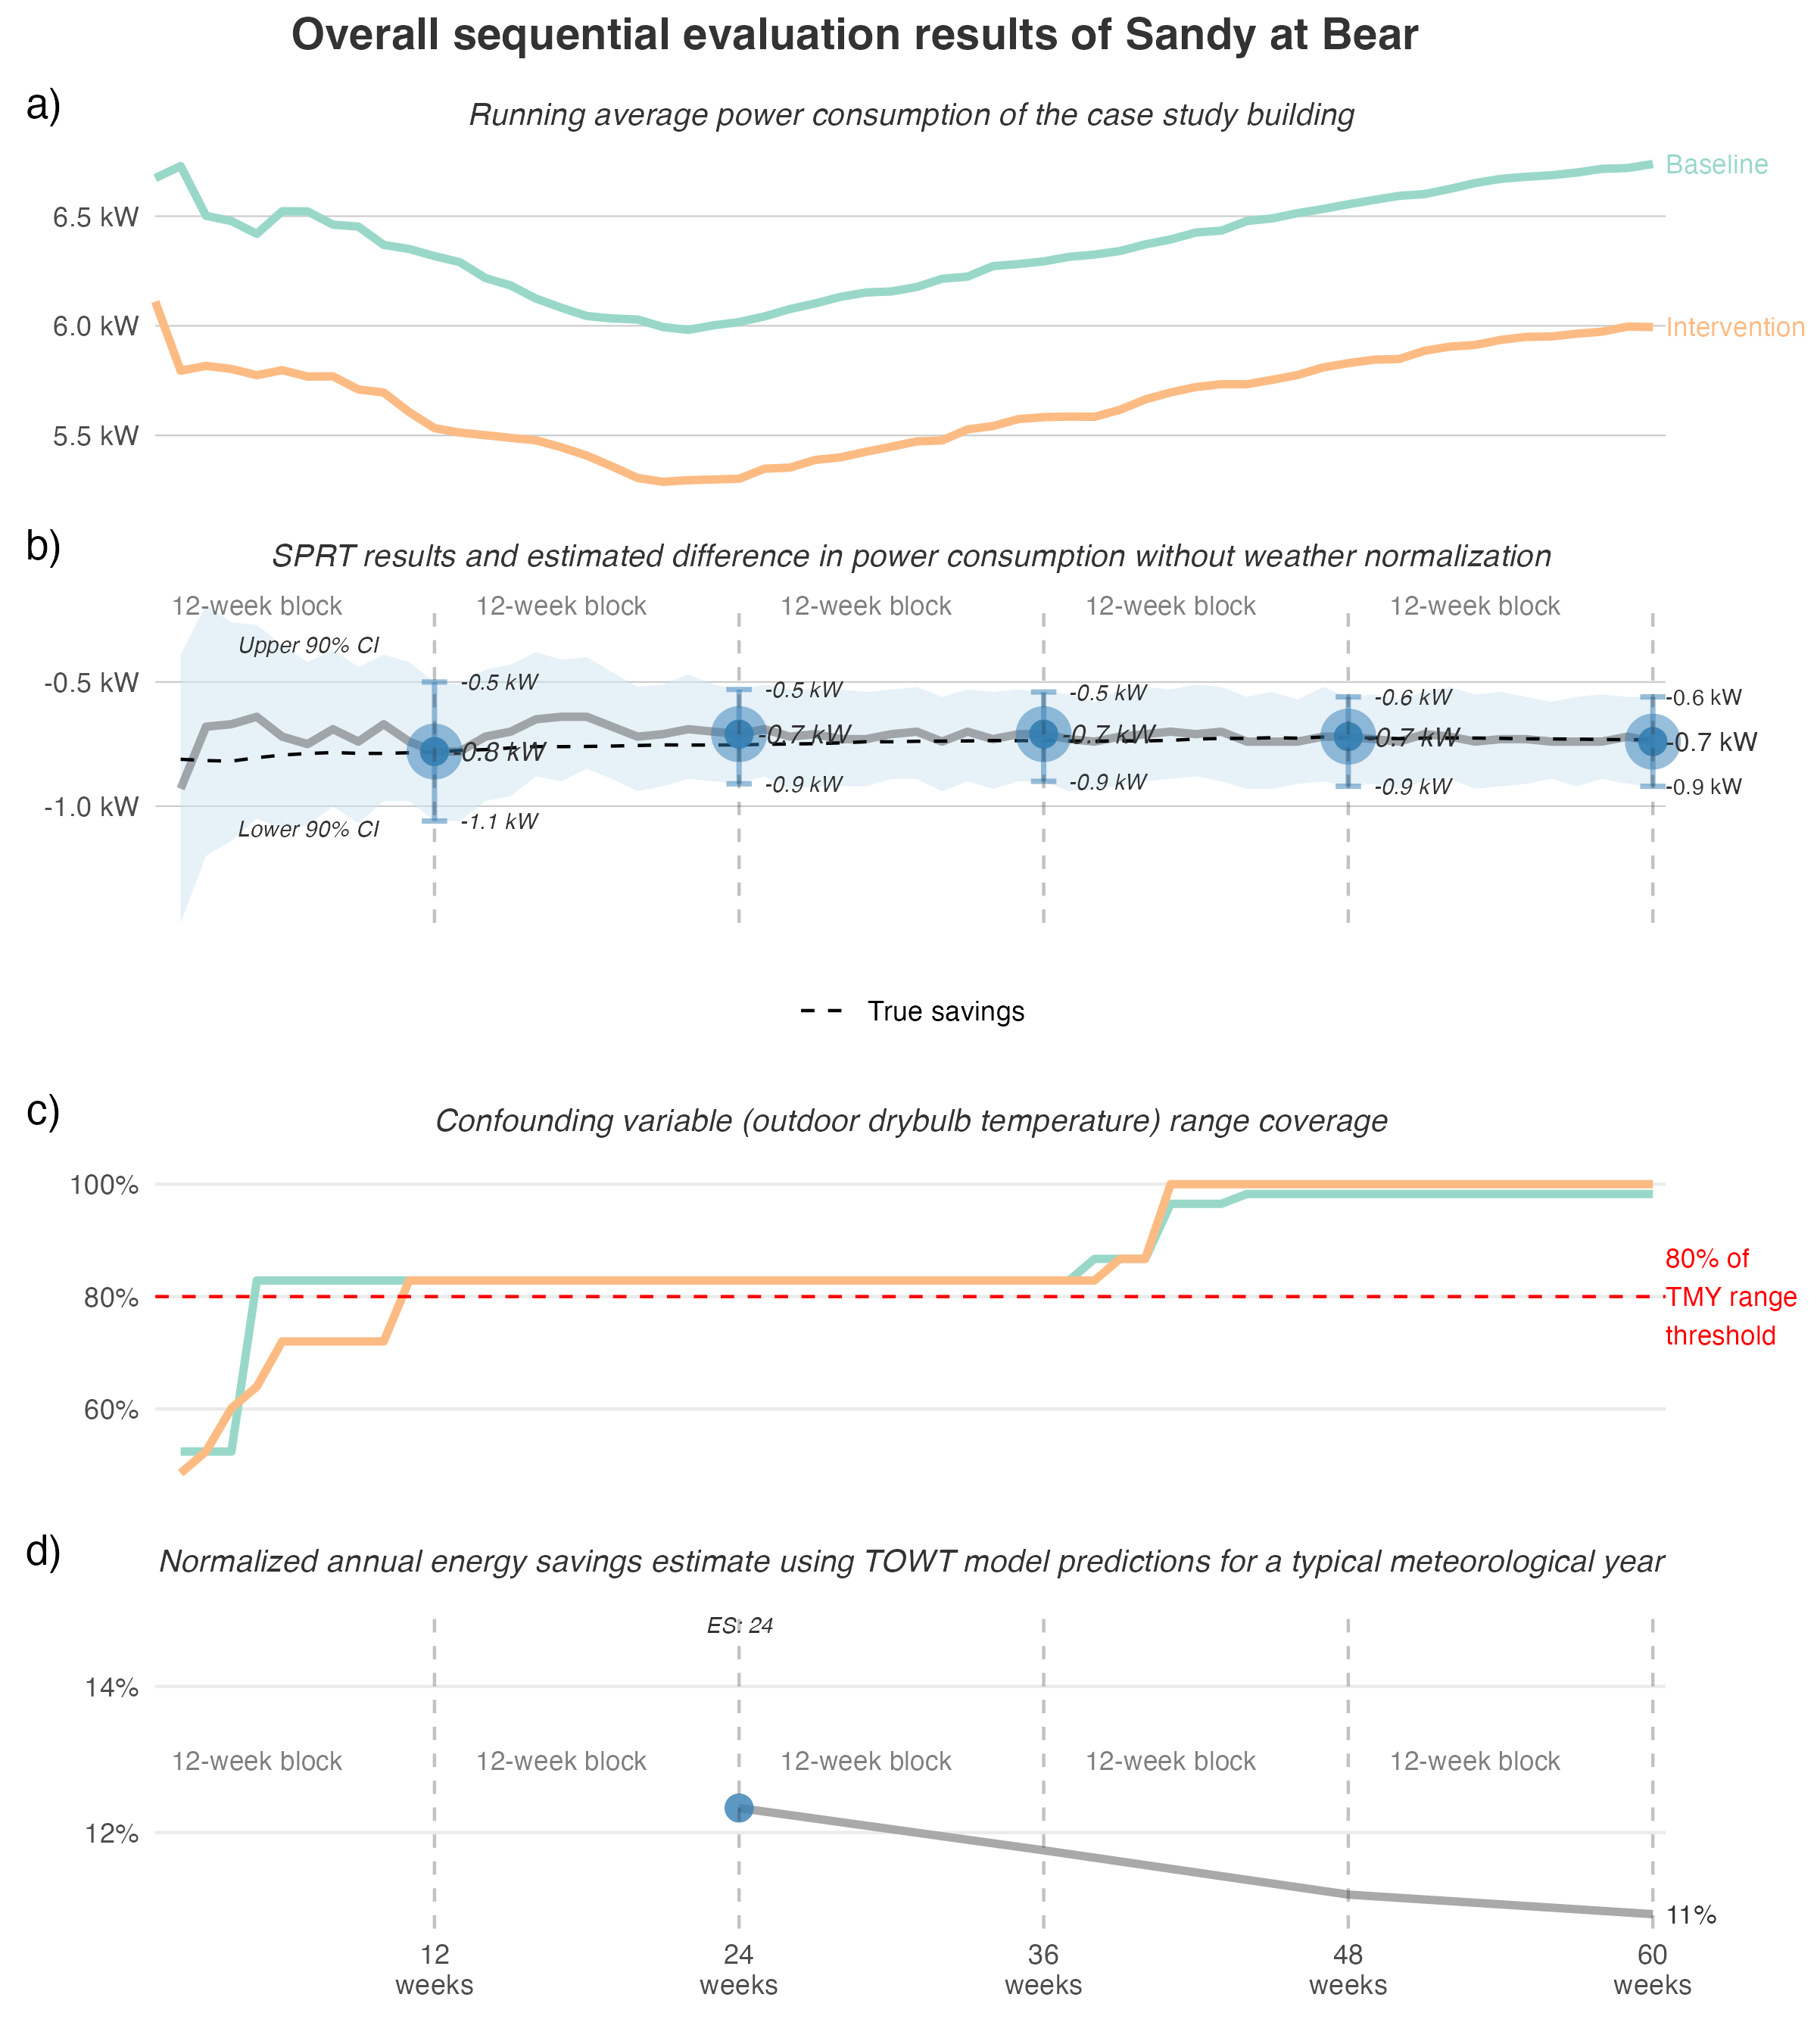 Overall sequential evaluation results of Sandy at Bear
a)
Running average power consumption of the case study building
Baseline
6.5 kW
6.0 kW
Intervention
5.5 kW
b)
SPRT results and estimated difference in power consumption without weather normalization
12-week block 12-week block 12-week block 12-week block 12-week block
Upper 90% CI
-0.5 kW
-0.5 kW -0.5 kW -0.5 kW -0.6 kW -0.6 kW
-0.8 kW -0.7 kW -0.7 kW -0.7 kW -0.7 kW
-0.9 kW -0.9 kW -0.9 kW -0.9 kW
-1.0 kW
Lower 90% CI -1.1 kW
True savings
c)
Confounding variable (outdoor drybulb temperature) range coverage
100%
80% of
80% TMY range
threshold
60%
d)
Normalized annual energy savings estimate using TOWT model predictions for a typical meteorological year
ES: 24
14%
12-week block 12-week block 12-week block 12-week block 12-week block
12%
11%
12 24 36 48 60
weeks weeks weeks weeks weeks